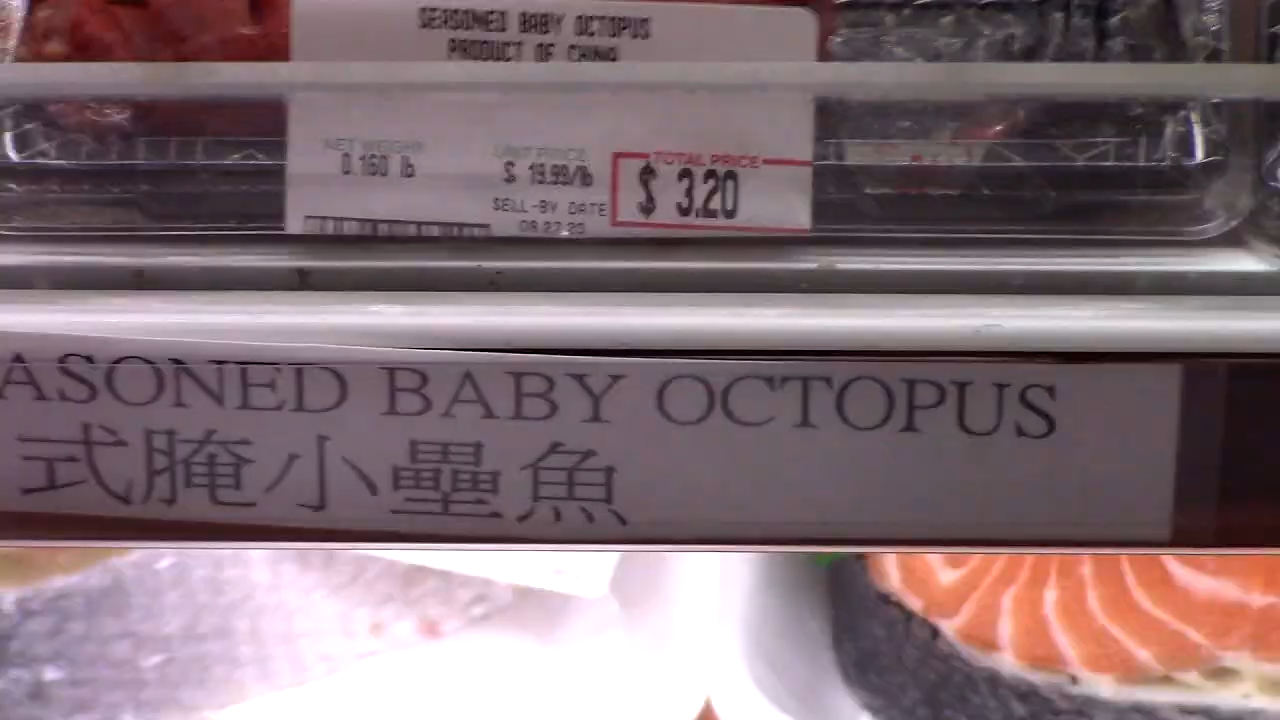 SEASONED BABY OCTOPUS
PRODUCT OF CHINA
NET WEIGHT UNIT PRICE TOTAL PRICE
0.160 lb $ 19.99/lb $ 3.20
SELL-BY DATE
ASONED BABY OCTOPUS
式腌小壘魚